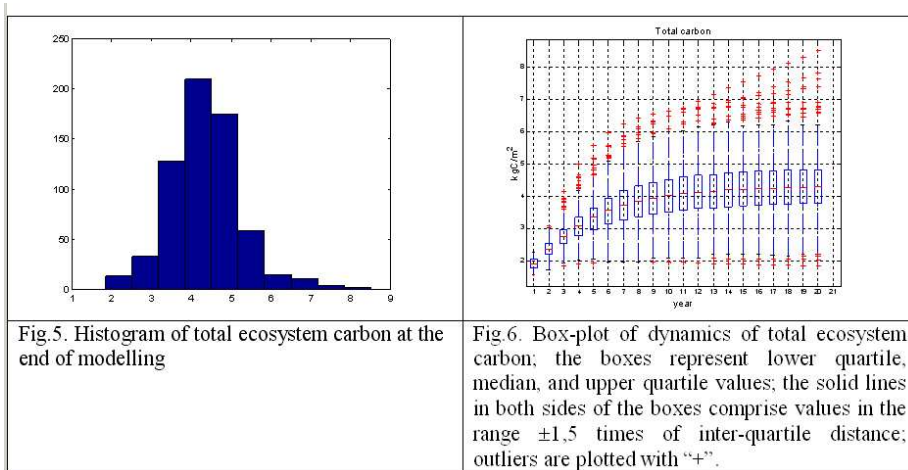 250
200
150
100
50
0
1 2 3 4 5 6 7 8 9
Total carbon
8
7
6
5
4
3
2
kgC/m²
1 2 3 4 5 6 7 8 9 10 11 12 13 14 15 16 17 18 19 20 21
year
Fig.5. Histogram of total ecosystem carbon at the
end of modelling
Fig.6. Box-plot of dynamics of total ecosystem
carbon; the boxes represent lower quartile,
median, and upper quartile values; the solid lines
in both sides of the boxes comprise values in the
range ±1,5 times of inter-quartile distance;
outliers are plotted with “+”.